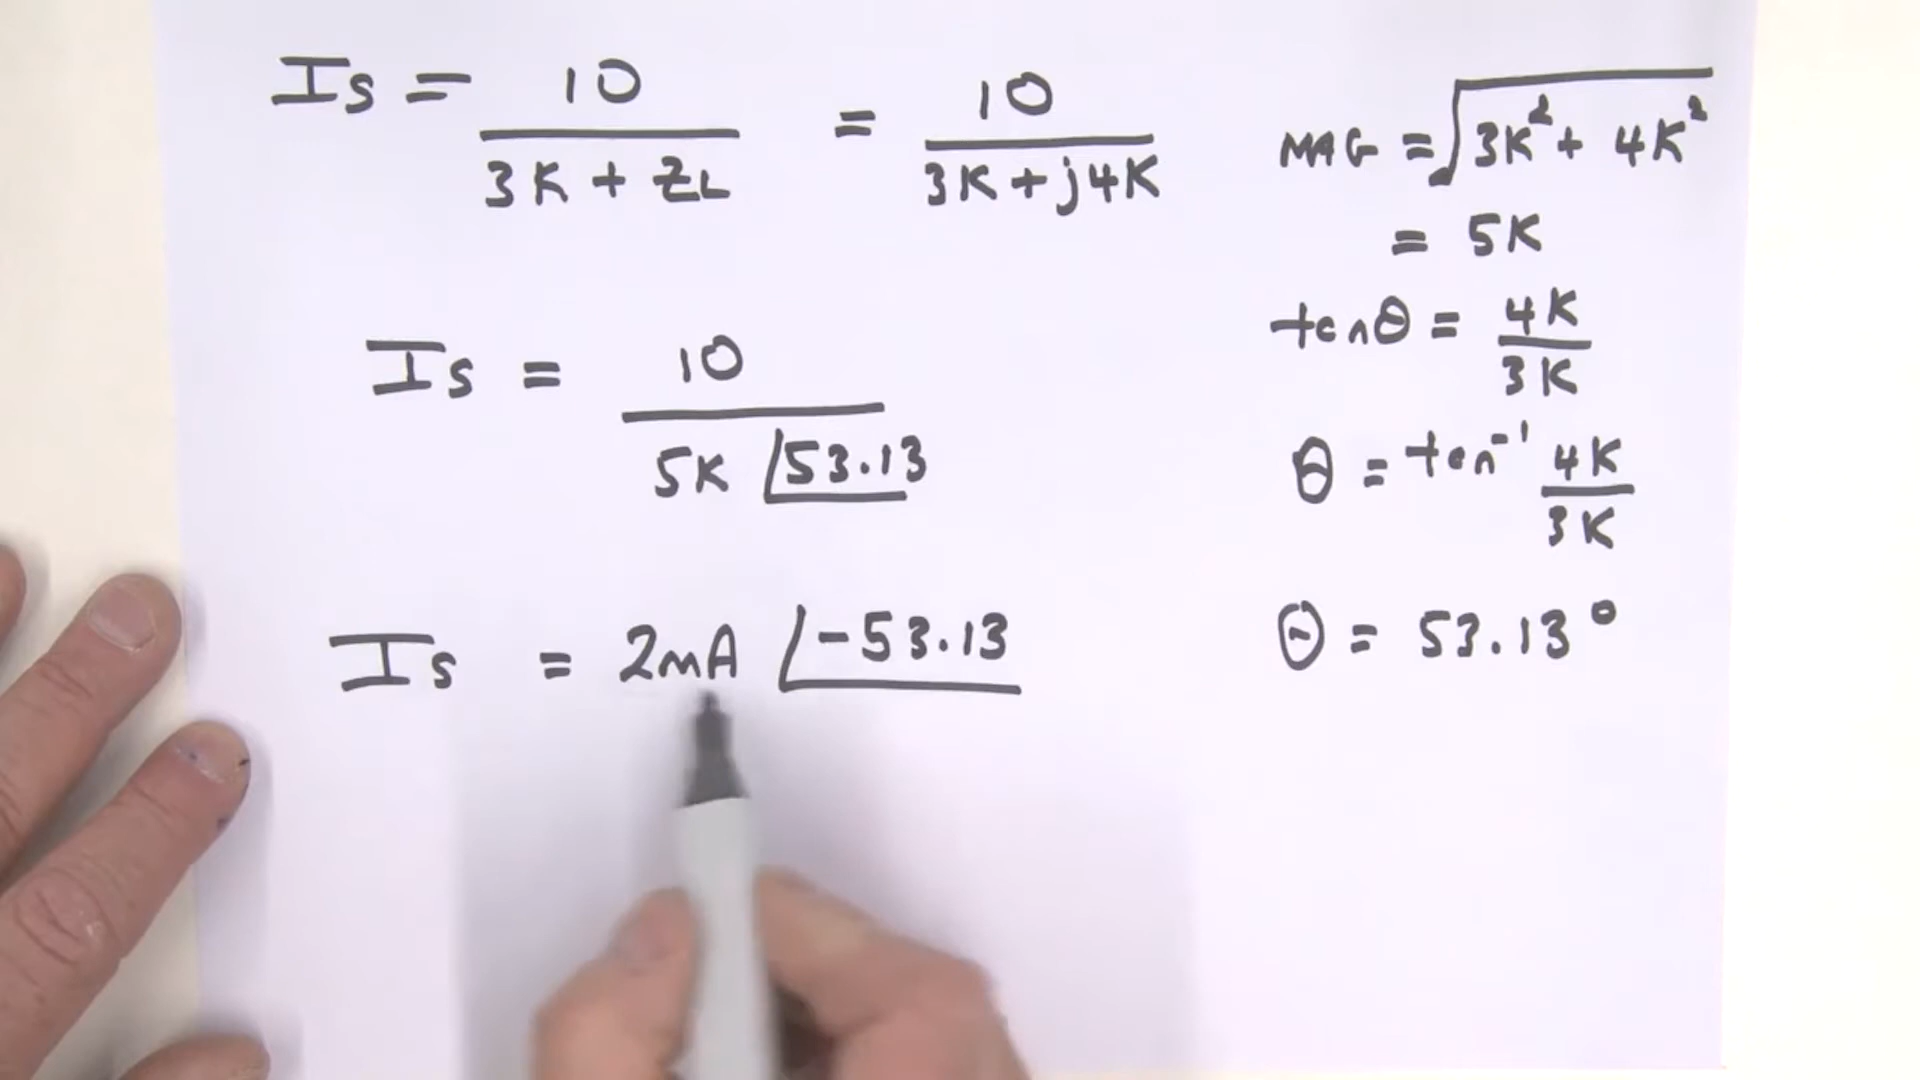 Is = 10 / 3K + ZL = 10 / 3K + j4K
MAG = √3K² + 4K²
= 5K
tanθ = 4K / 3K
Is = 10 / 5K ∠53.13
θ = tan⁻¹ 4K / 3K
Is = 2mA ∠-53.13
θ = 53.13°